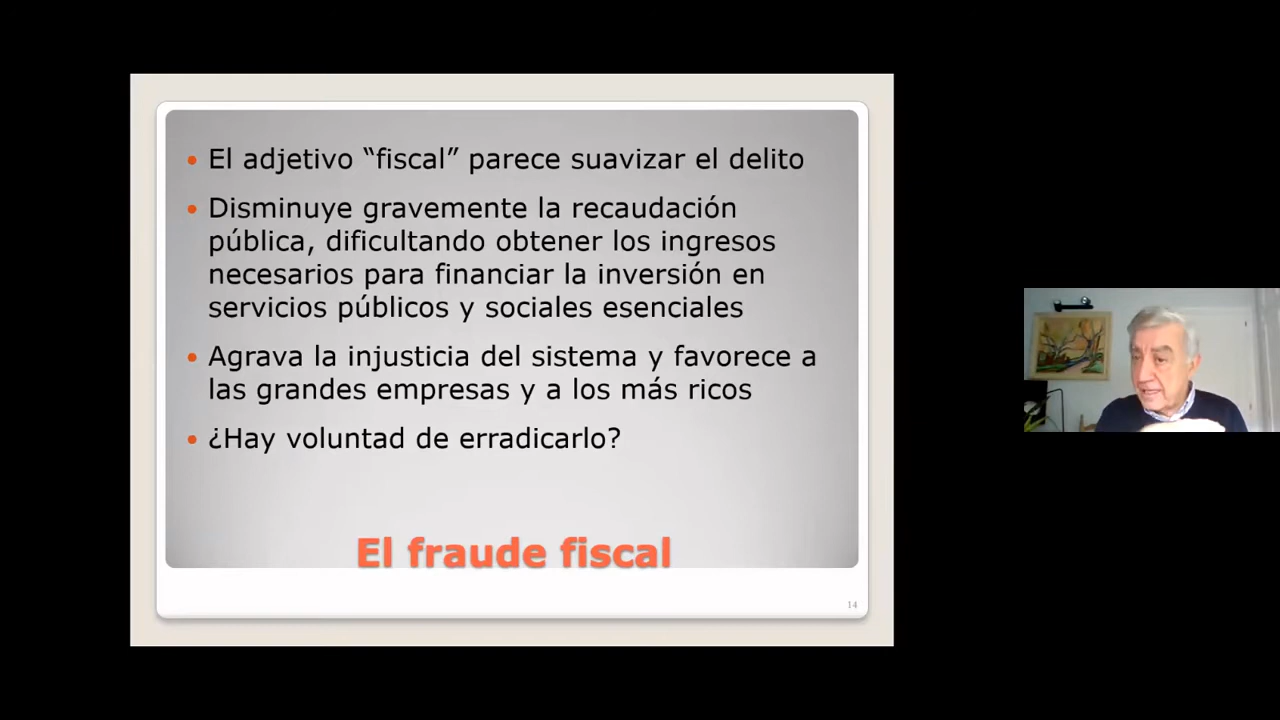 El adjetivo “fiscal” parece suavizar el delito
Disminuye gravemente la recaudación
pública, dificultando obtener los ingresos
necesarios para financiar la inversión en
servicios públicos y sociales esenciales
Agrava la injusticia del sistema y favorece a
las grandes empresas y a los más ricos
¿Hay voluntad de erradicarlo?
El fraude fiscal
14